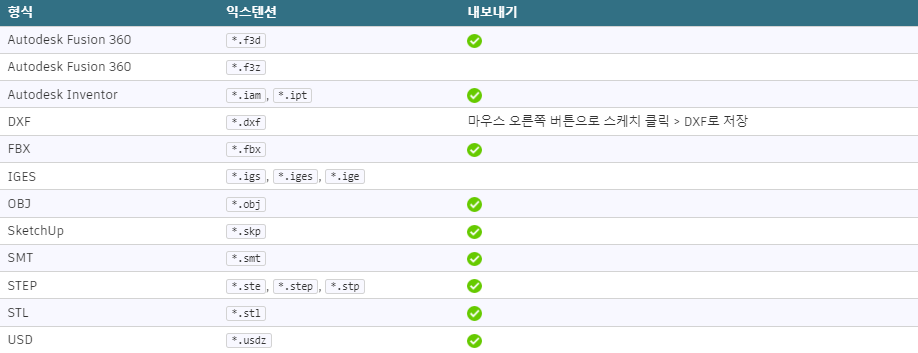 형식 익스텐션 내보내기
Autodesk Fusion 360 *.f3d
Autodesk Fusion 360 *.f3z
Autodesk Inventor *.iam, *.ipt
DXF *.dxf 마우스 오른쪽 버튼으로 스케치 클릭 > DXF로 저장
FBX *.fbx
IGES *.igs, *.iges, *.ige
OBJ *.obj
SketchUp *.skp
SMT *.smt
STEP *.ste, *.step, *.stp
STL *.stl
USD *.usdz